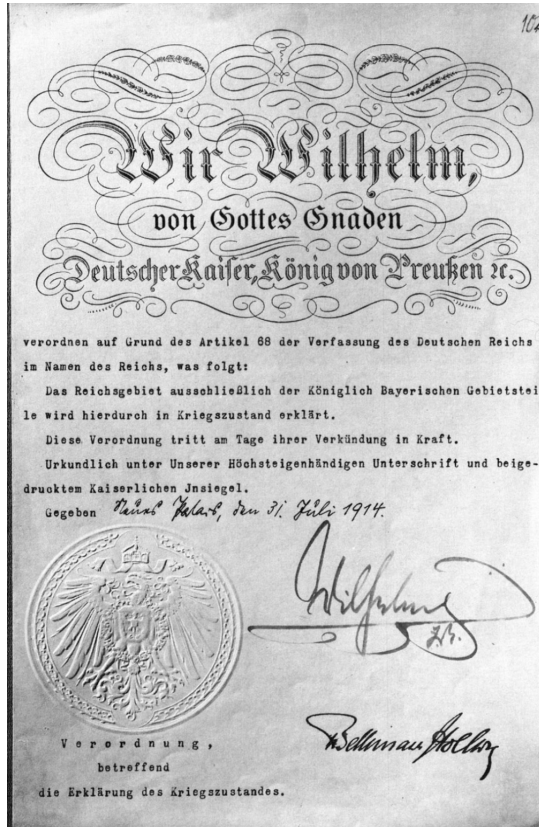 102
Wir Wilhelm,
von Gottes Gnaden
Deutscher Kaiser, König von Preußen ꝛc.
verordnen auf Grund des Artikel 68 der Verfassung des Deutschen Reichs
im Namen des Reichs, was folgt:
Das Reichsgebiet ausschließlich der Königlich Bayerischen Gebietstei
le wird hierdurch in Kriegszustand erklärt.
Diese Verordnung tritt am Tage ihrer Verkündung in Kraft.
Urkundlich unter Unserer Höchsteigenhändigen Unterschrift und beige-
drucktem Kaiserlichen Jnsiegel.
Gegeben Neues Palais, den 31. Juli 1914.
Wilhelm
I.R.
v Bethmann Hollweg
Verordnung,
betreffend
die Erklärung des Kriegszustandes.